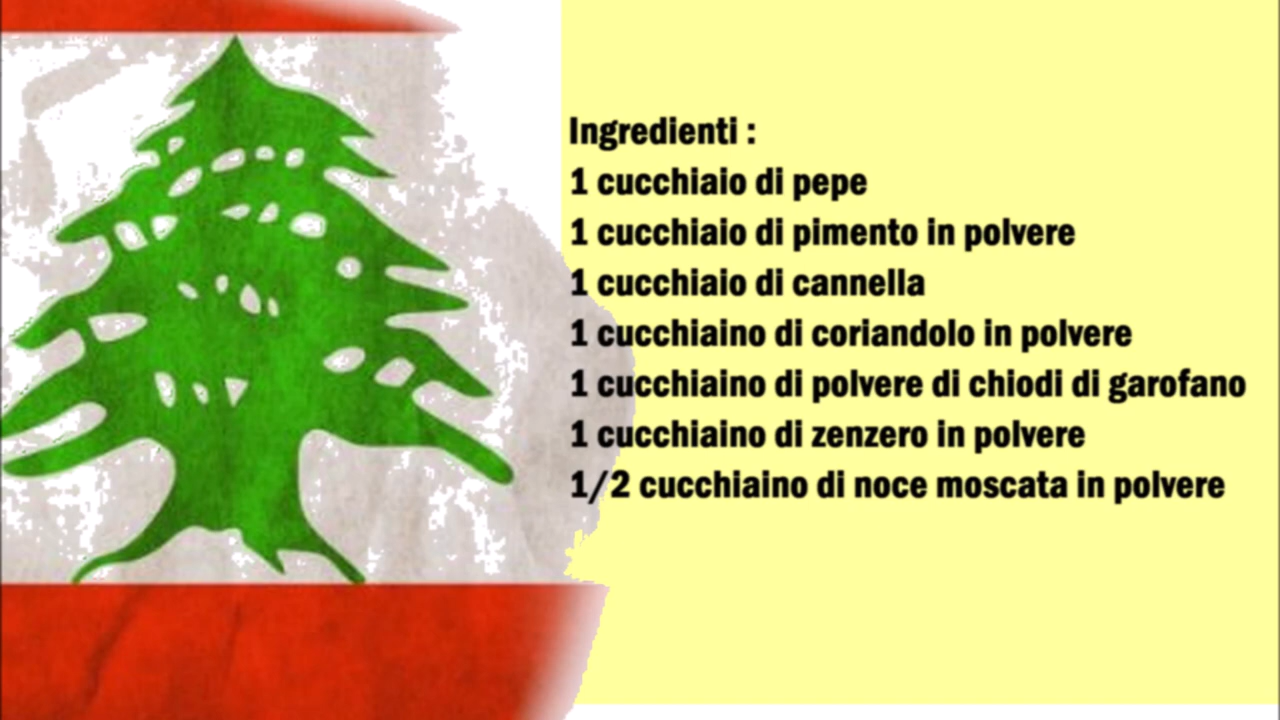 Ingredienti :
1 cucchiaio di pepe
1 cucchiaio di pimento in polvere
1 cucchiaio di cannella
1 cucchiaino di coriandolo in polvere
1 cucchiaino di polvere di chiodi di garofano
1 cucchiaino di zenzero in polvere
1/2 cucchiaino di noce moscata in polvere